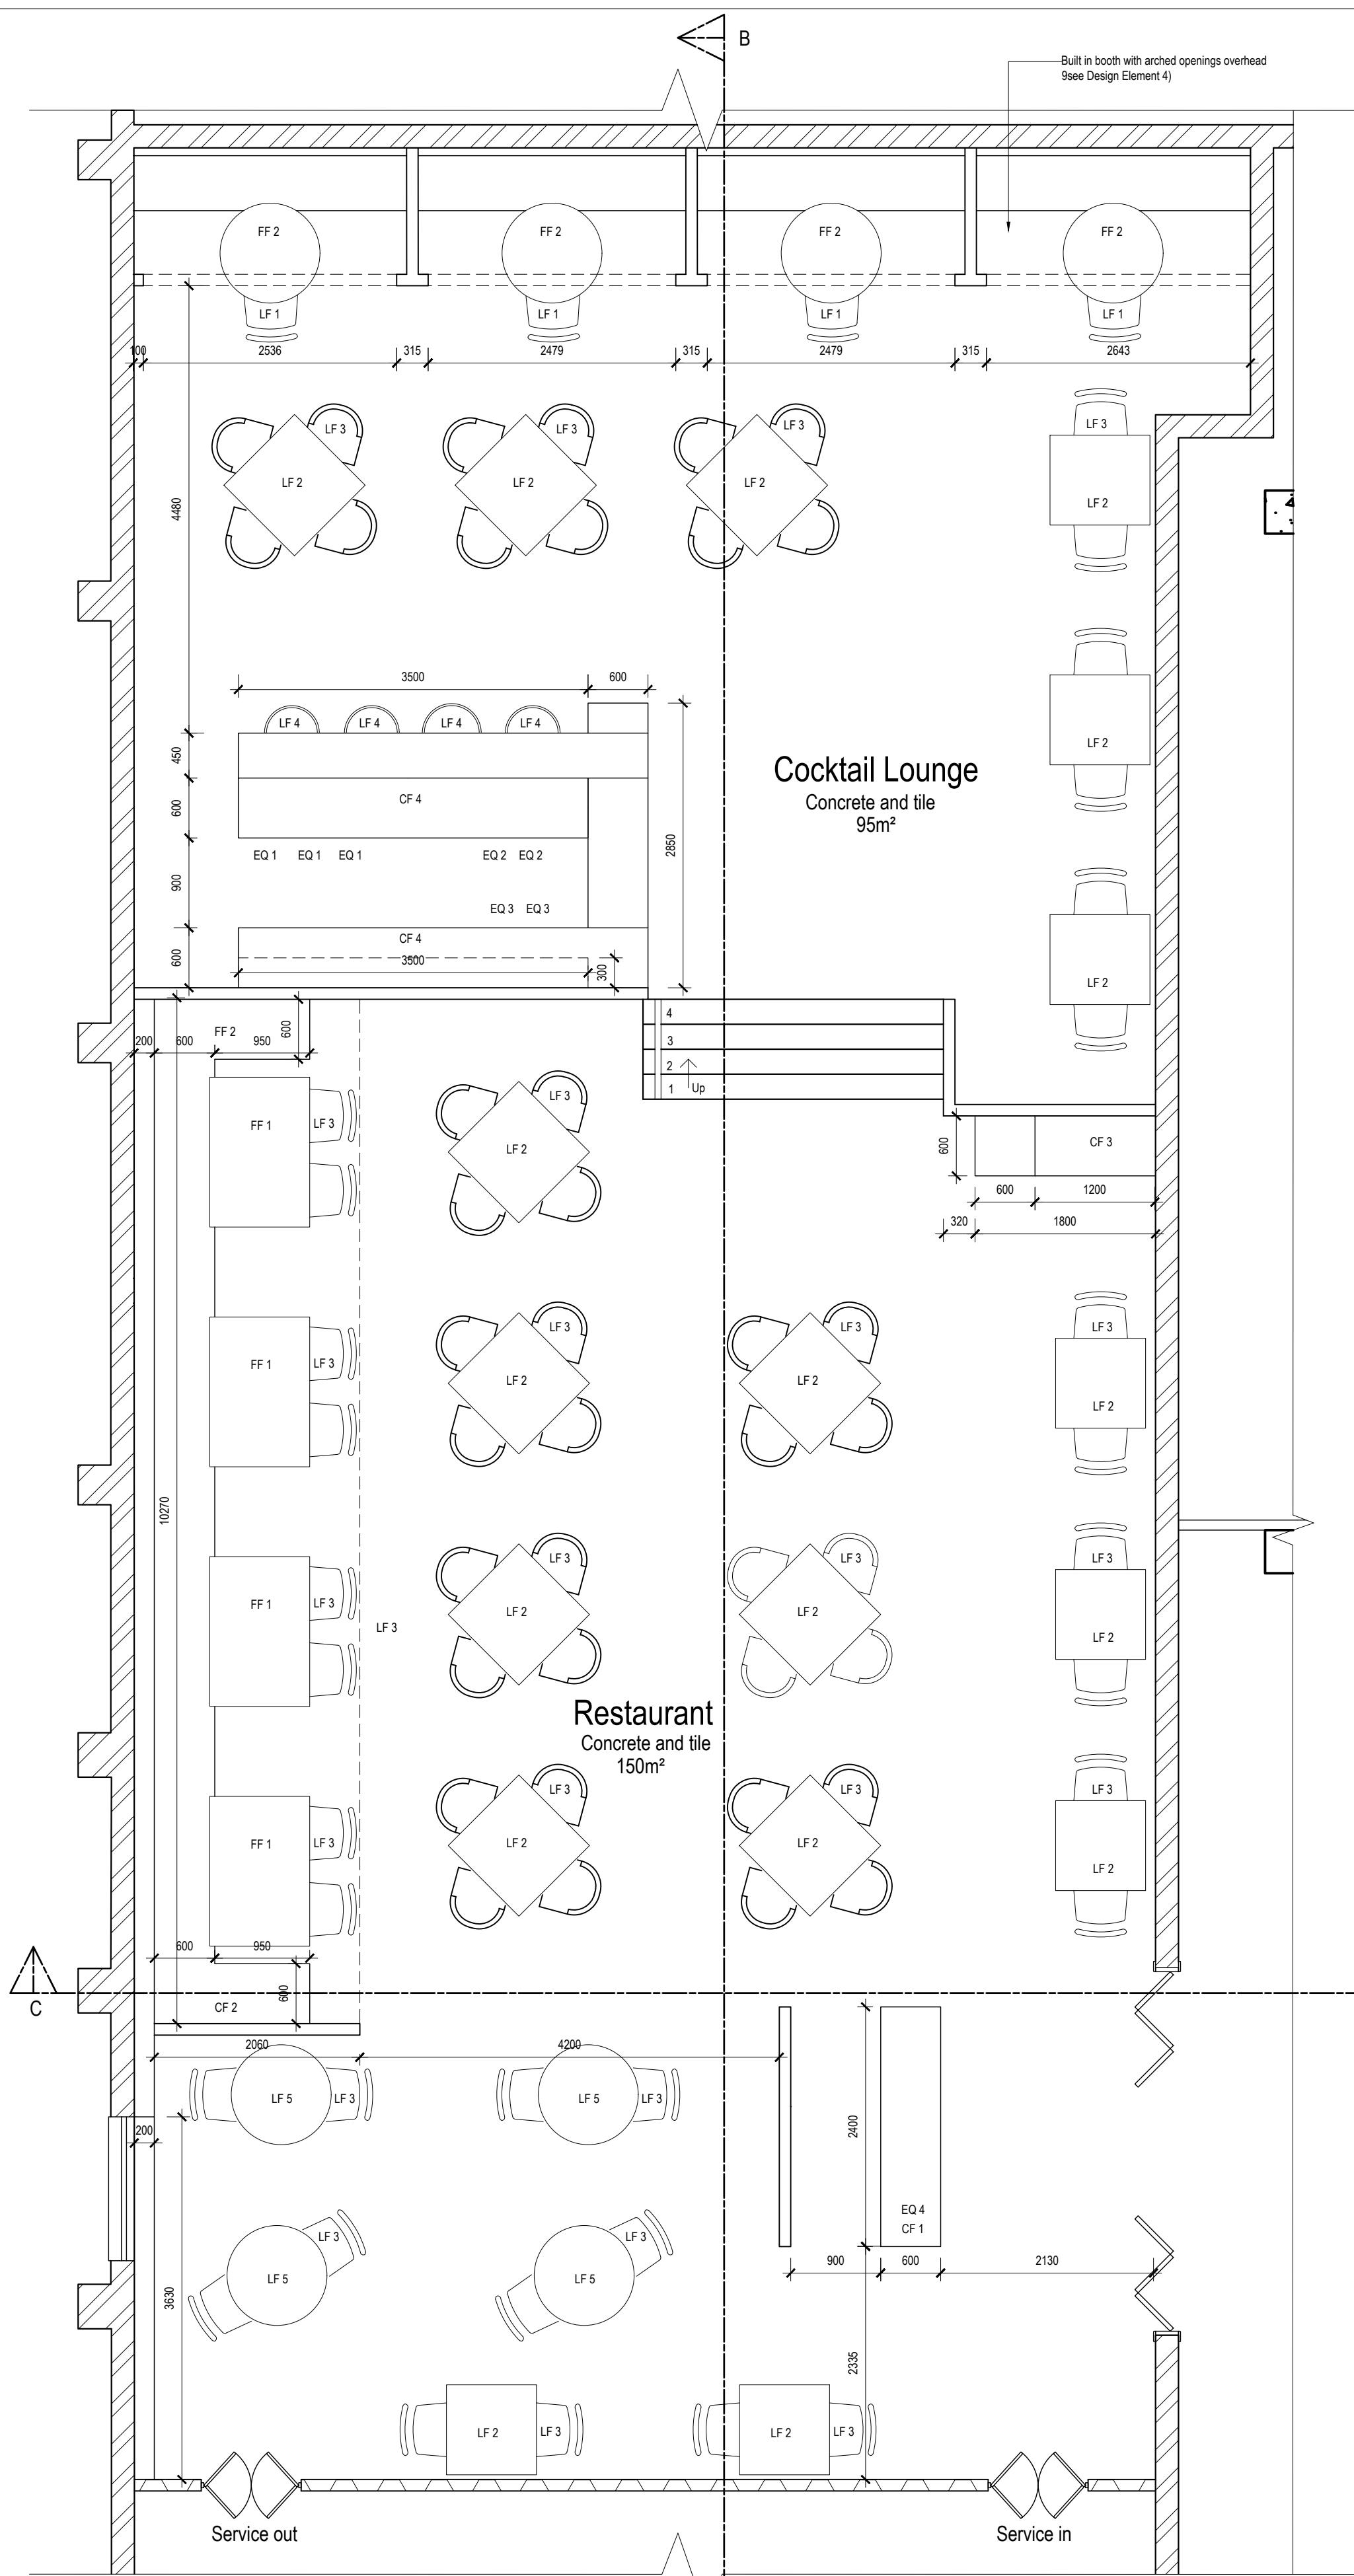 B
Built in booth with arched openings overhead
9see Design Element 4)
FF 2
FF 2
FF 2
FF 2
LF 1
LF 1
LF 1
LF 1
100
2536
315
2479
315
2479
315
2643
LF 3
LF 3
LF 3
LF 3
LF 2
LF 2
LF 2
LF 2
4480
3500
600
LF 4
LF 4
LF 4
LF 4
450
LF 2
Cocktail Lounge
Concrete and tile
95m²
600
CF 4
2850
EQ 1
EQ 1
EQ 1
EQ 2
EQ 2
900
EQ 3
EQ 3
CF 4
3500
600
300
LF 2
4
3
2
1
Up
FF 2
600
200
600
950
FF 1
LF 3
LF 3
LF 2
600
CF 3
600
1200
320
1800
LF 3
LF 3
LF 3
FF 1
LF 3
LF 2
LF 2
LF 2
10270
LF 3
LF 3
LF 3
FF 1
LF 3
LF 3
LF 2
LF 2
LF 2
Restaurant
Concrete and tile
150m²
LF 3
LF 3
LF 3
FF 1
LF 3
LF 2
LF 2
LF 2
600
950
600
C
CF 2
2060
4200
LF 5
LF 3
LF 5
LF 3
200
2400
EQ 4
CF 1
LF 3
LF 3
LF 5
LF 5
900
600
2130
3630
2335
LF 2
LF 3
LF 2
LF 3
Service out
Service in